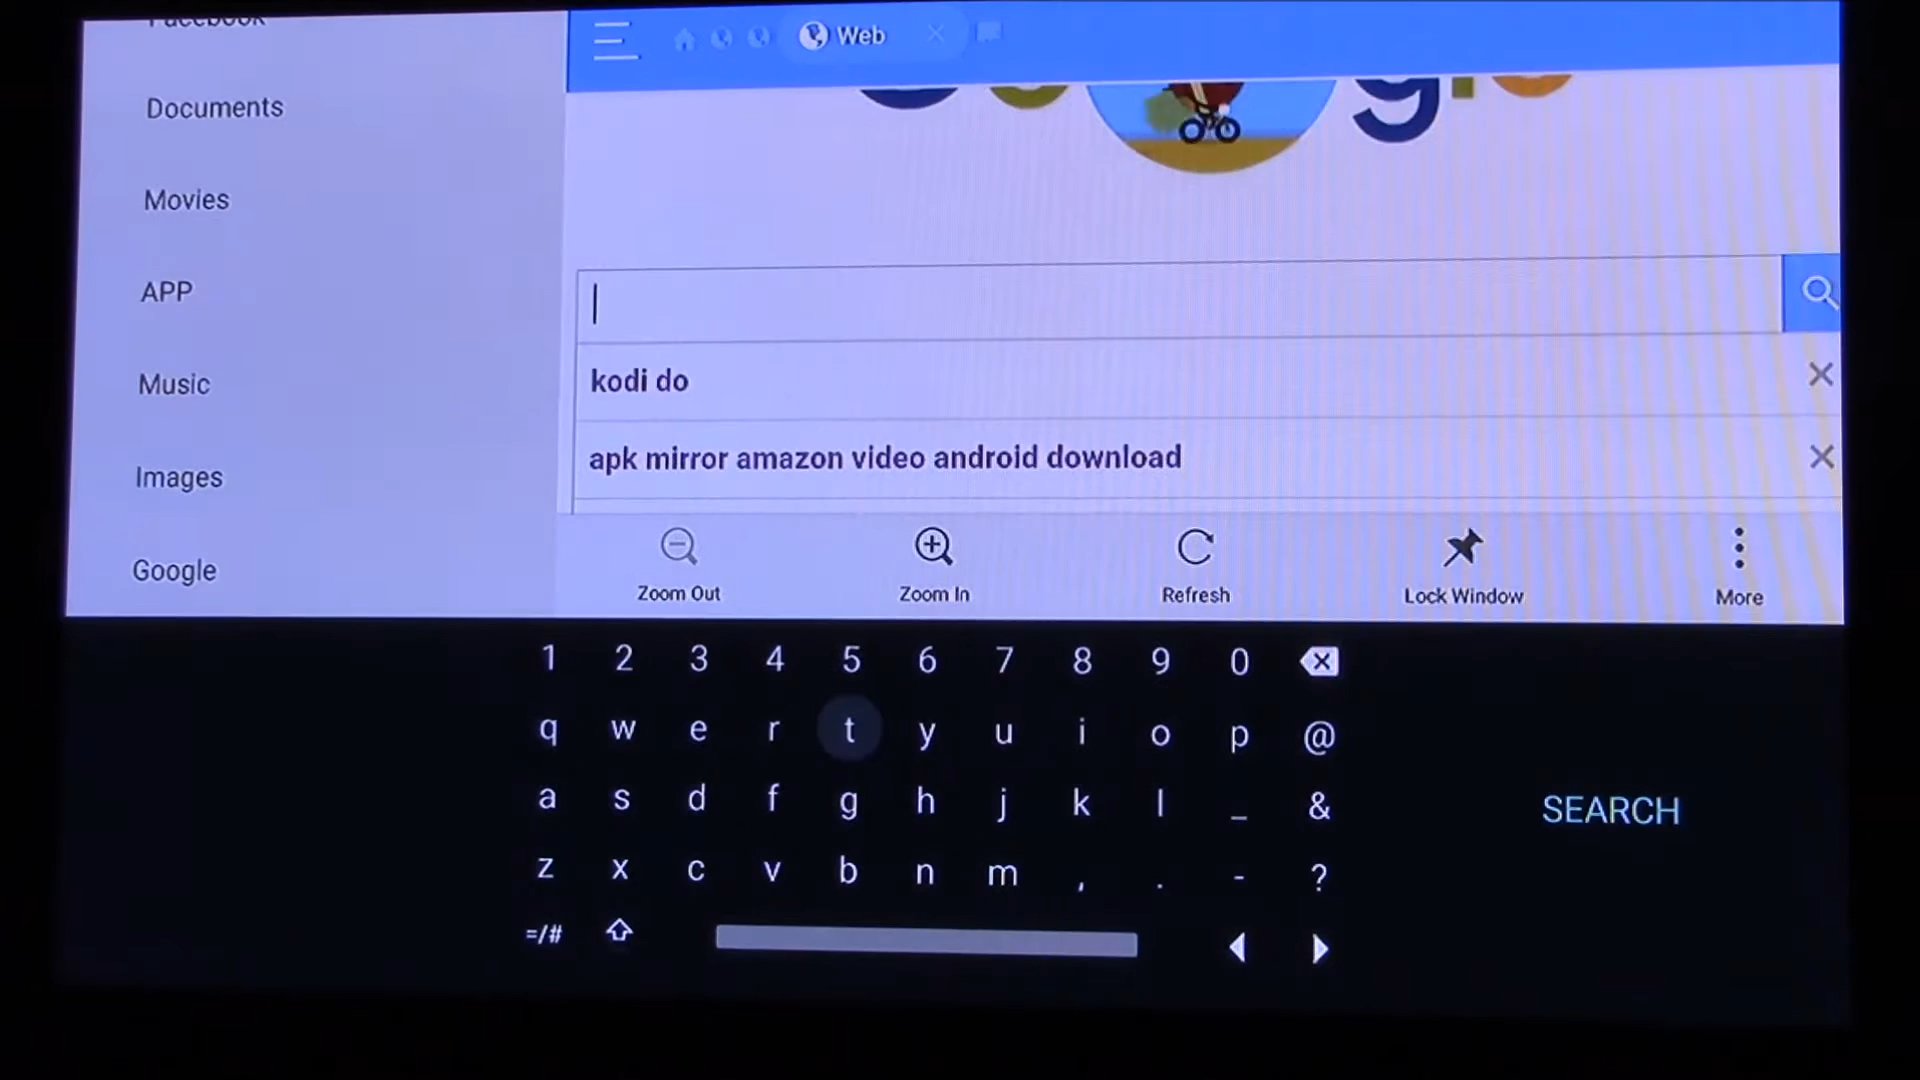 Facebook
Documents
Movies
APP
Music
Images
Google
Web
kodi do
apk mirror amazon video android download
Zoom Out
Zoom In
Refresh
Lock Window
More
1 2 3 4 5 6 7 8 9 0
q w e r t y u i o p @
a s d f g h j k l _ &
z x c v b n m , . - ?
=/#
SEARCH